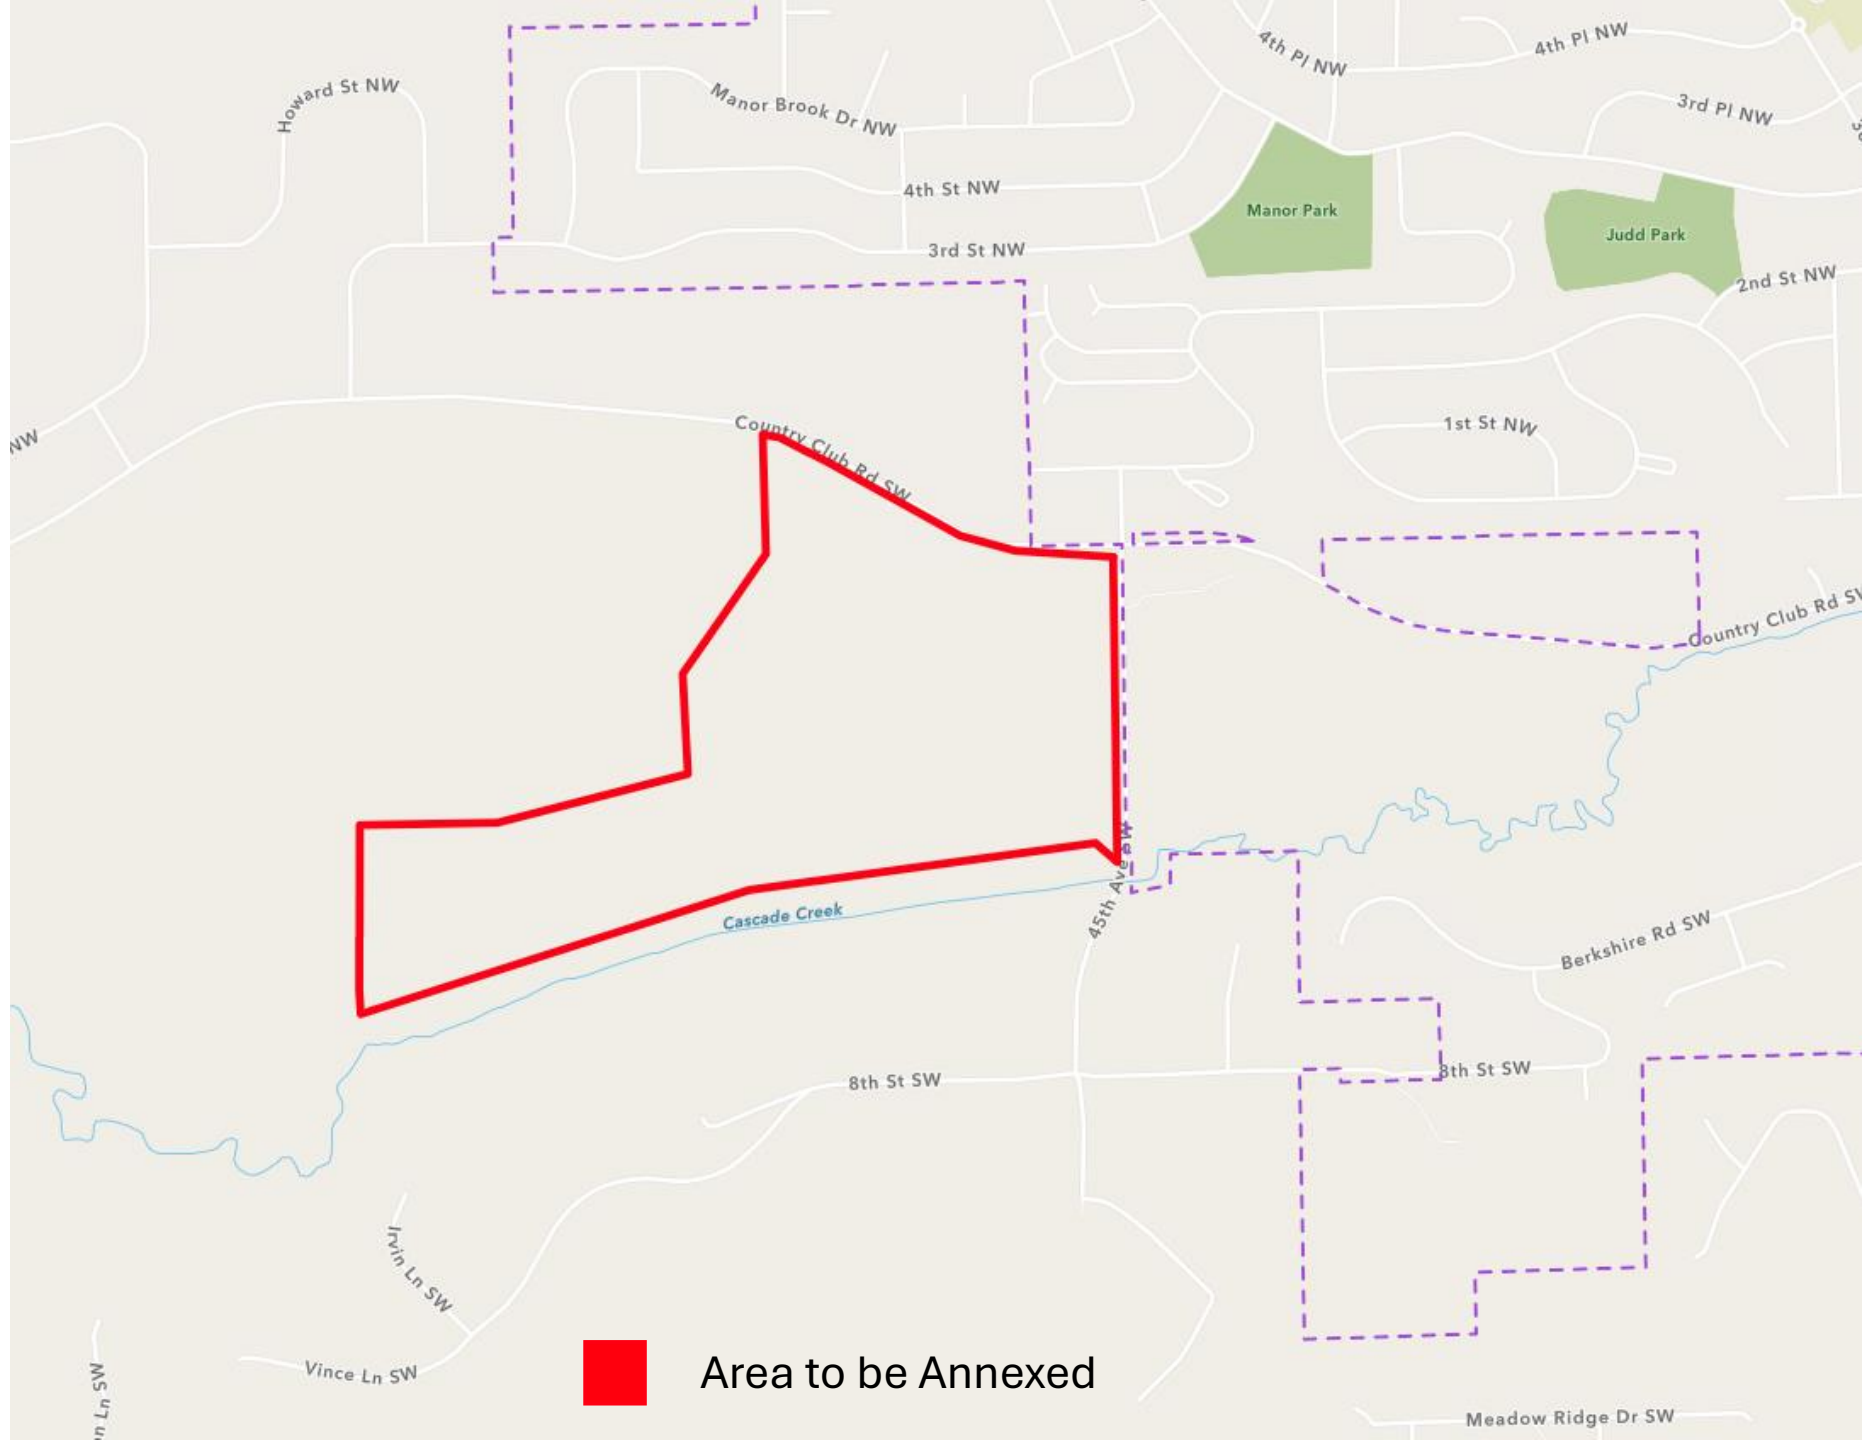 4th Pl NW
4th Pl NW
Howard St NW
Manor Brook Dr NW
3rd Pl NW
4th St NW
Manor Park
Judd Park
3rd St NW
2nd St NW
NW
Country Club Rd SW
1st St NW
Country Club Rd SW
45th Ave SW
Cascade Creek
Berkshire Rd SW
8th St SW
8th St SW
Irvin Ln SW
Vince Ln SW
Ln SW
Area to be Annexed
Meadow Ridge Dr SW